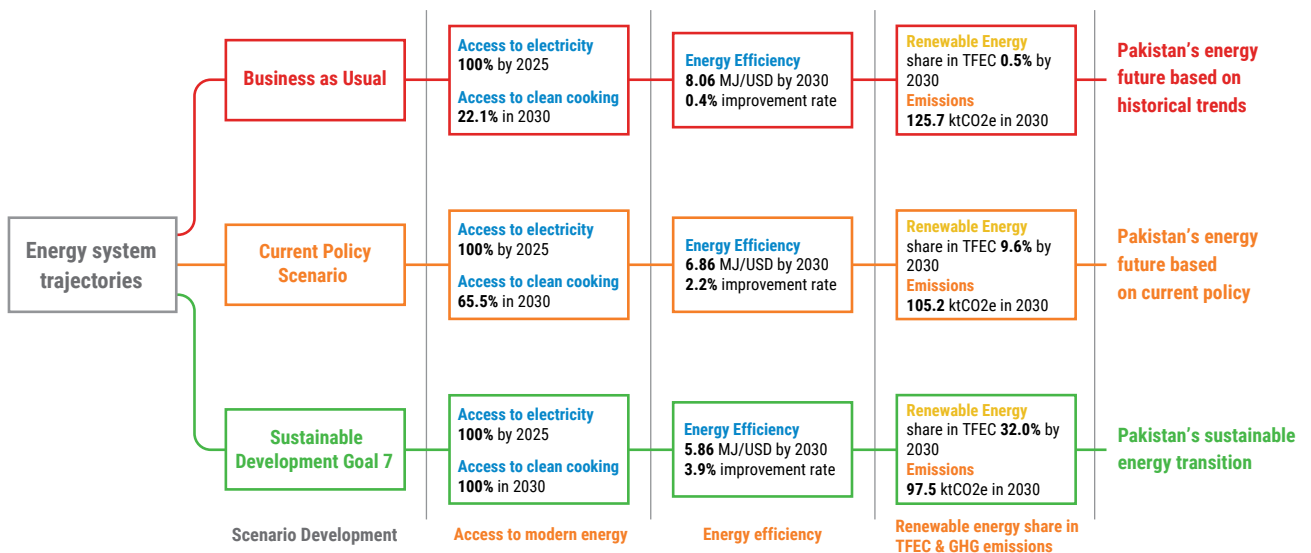 Energy system
trajectories
Business as Usual
Access to electricity
100% by 2025
Access to clean cooking
22.1% in 2030
Energy Efficiency
8.06 MJ/USD by 2030
0.4% improvement rate
Renewable Energy
share in TFEC 0.5% by
2030
Emissions
125.7 ktCO2e in 2030
Pakistan’s energy
future based on
historical trends
Current Policy
Scenario
Access to electricity
100% by 2025
Access to clean cooking
65.5% in 2030
Energy Efficiency
6.86 MJ/USD by 2030
2.2% improvement rate
Renewable Energy
share in TFEC 9.6% by
2030
Emissions
105.2 ktCO2e in 2030
Pakistan’s energy
future based
on current policy
Sustainable
Development Goal 7
Access to electricity
100% by 2025
Access to clean cooking
100% in 2030
Energy Efficiency
5.86 MJ/USD by 2030
3.9% improvement rate
Renewable Energy
share in TFEC 32.0% by
2030
Emissions
97.5 ktCO2e in 2030
Pakistan’s sustainable
energy transition
Scenario Development
Access to modern energy
Energy efficiency
Renewable energy share in
TFEC & GHG emissions